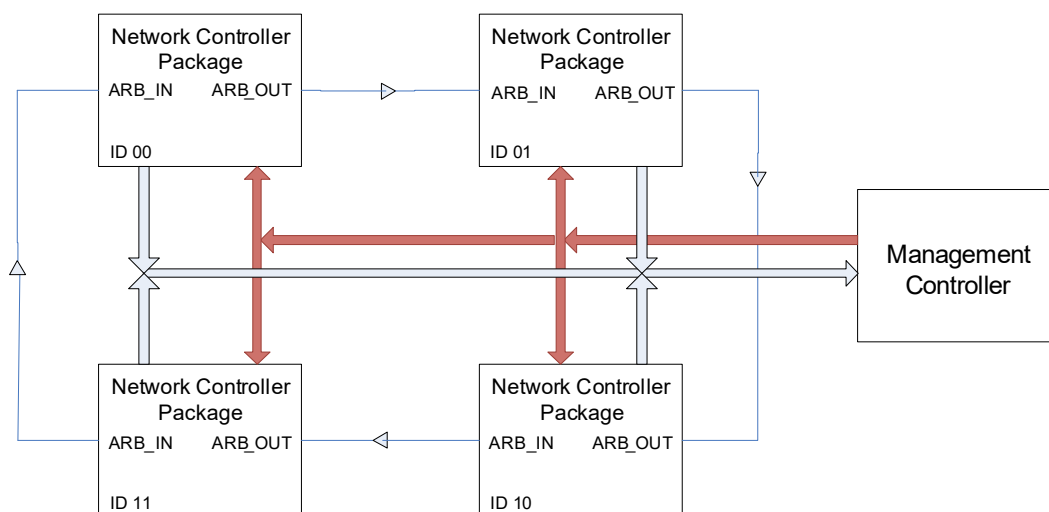 Network Controller
Package
ARB_IN ARB_OUT
ID 00
Network Controller
Package
ARB_IN ARB_OUT
ID 01
Management
Controller
Network Controller
Package
ARB_IN ARB_OUT
ID 11
Network Controller
Package
ARB_IN ARB_OUT
ID 10